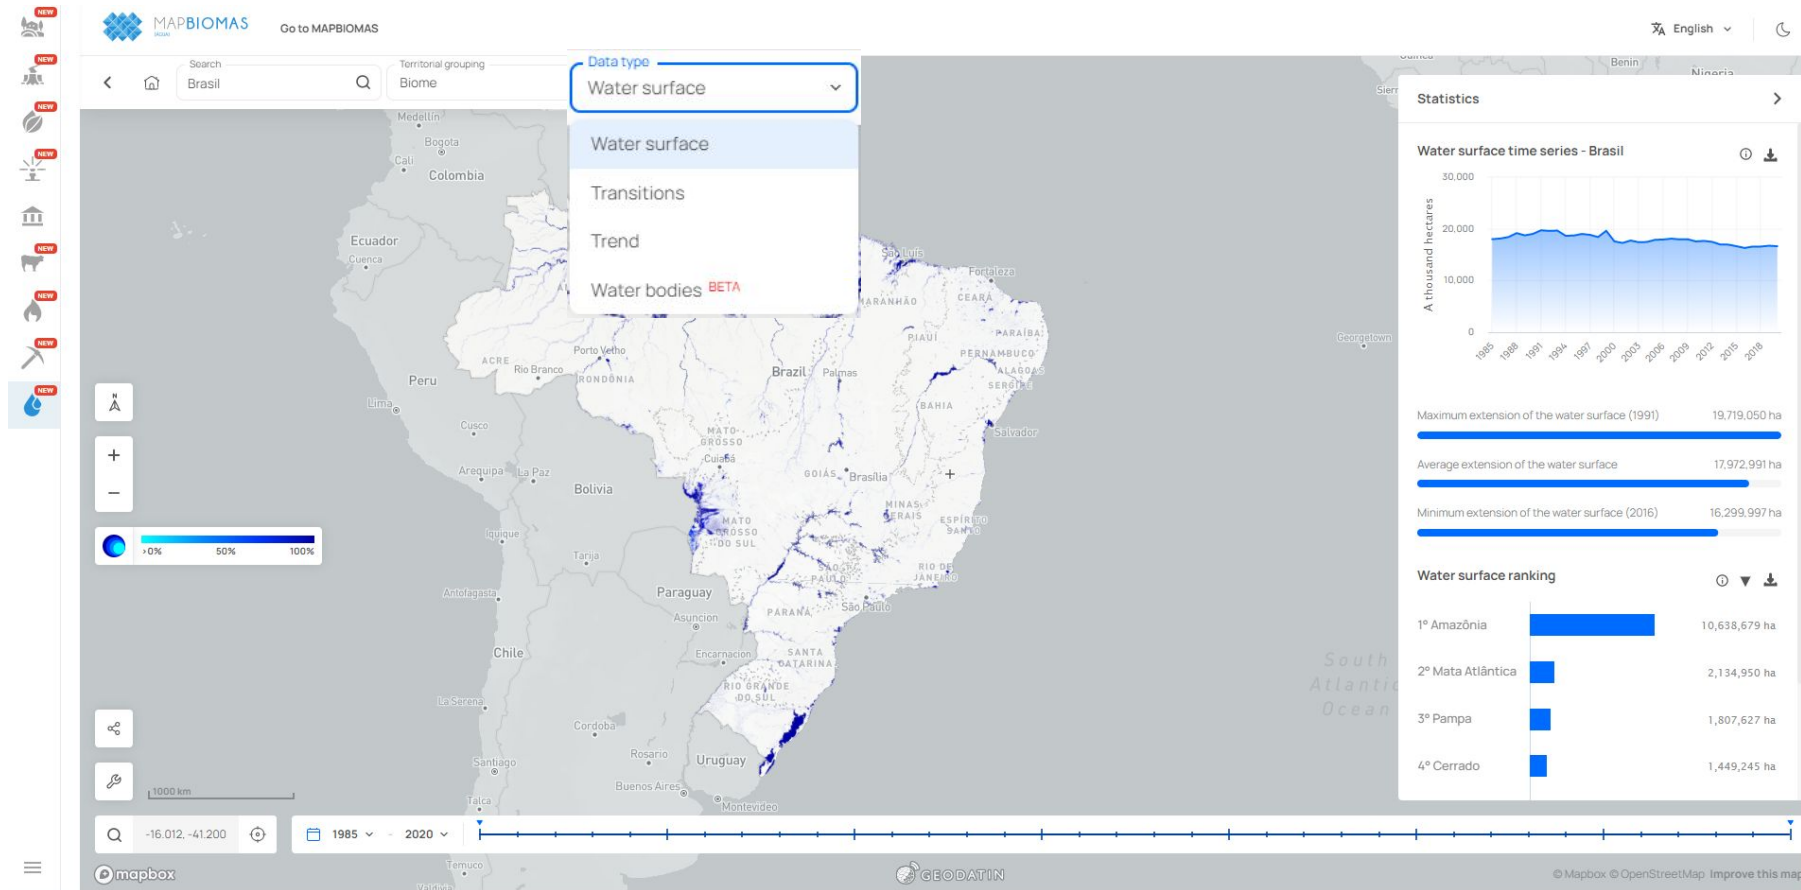 NEW
NEW
NEW
NEW
NEW
NEW
NEW
NEW
MAPBIOMAS
Go to MAPBIOMAS
English
Search
Brasil
Territorial grouping
Biome
Data type
Water surface
Water surface
Transitions
Trend
Water bodies BETA
Medellín
Bogota
Cali
Colombia
Ecuador
Cuenca
Peru
Lima
Cusco
Arequipa
La Paz
Bolivia
Iquique
Tarija
Antofagasta
Paraguay
Asuncion
Encarnacion
Chile
La Serena
Cordoba
Rosario
Santiago
Uruguay
Buenos Aires
Montevideo
Talca
Temuco
Valdivia
São Luís
Fortaleza
MARANHÃO
CEARÁ
PIAUÍ
PARAÍBA
PERNAMBUCO
ALAGOAS
SERGIPE
ACRE
Rio Branco
Porto Velho
RONDÔNIA
Brazil
Palmas
BAHIA
Salvador
MATO
GROSSO
Cuiabá
GOIÁS
Brasília
MINAS
GERAIS
ESPÍRITO
SANTO
MATO
GROSSO
DO SUL
SÃO
PAULO
RIO DE
JANEIRO
São Paulo
PARANÁ
SANTA
CATARINA
RIO GRANDE
DO SUL
Georgetown
Benin
Nigeria
South
Atlantic
Ocean
N
>0%
50%
100%
1000 km
-16.012, -41.200
1985 - 2020
mapbox
GEODATIN
© Mapbox © OpenStreetMap Improve this map
Statistics
Water surface time series - Brasil
A thousand hectares
30,000
20,000
10,000
0
1985 1988 1991 1994 1997 2000 2003 2006 2009 2012 2015 2018
Maximum extension of the water surface (1991) 19,719,050 ha
Average extension of the water surface 17,972,991 ha
Minimum extension of the water surface (2016) 16,299,997 ha
Water surface ranking
1° Amazônia 10,638,679 ha
2° Mata Atlântica 2,134,950 ha
3° Pampa 1,807,627 ha
4° Cerrado 1,449,245 ha